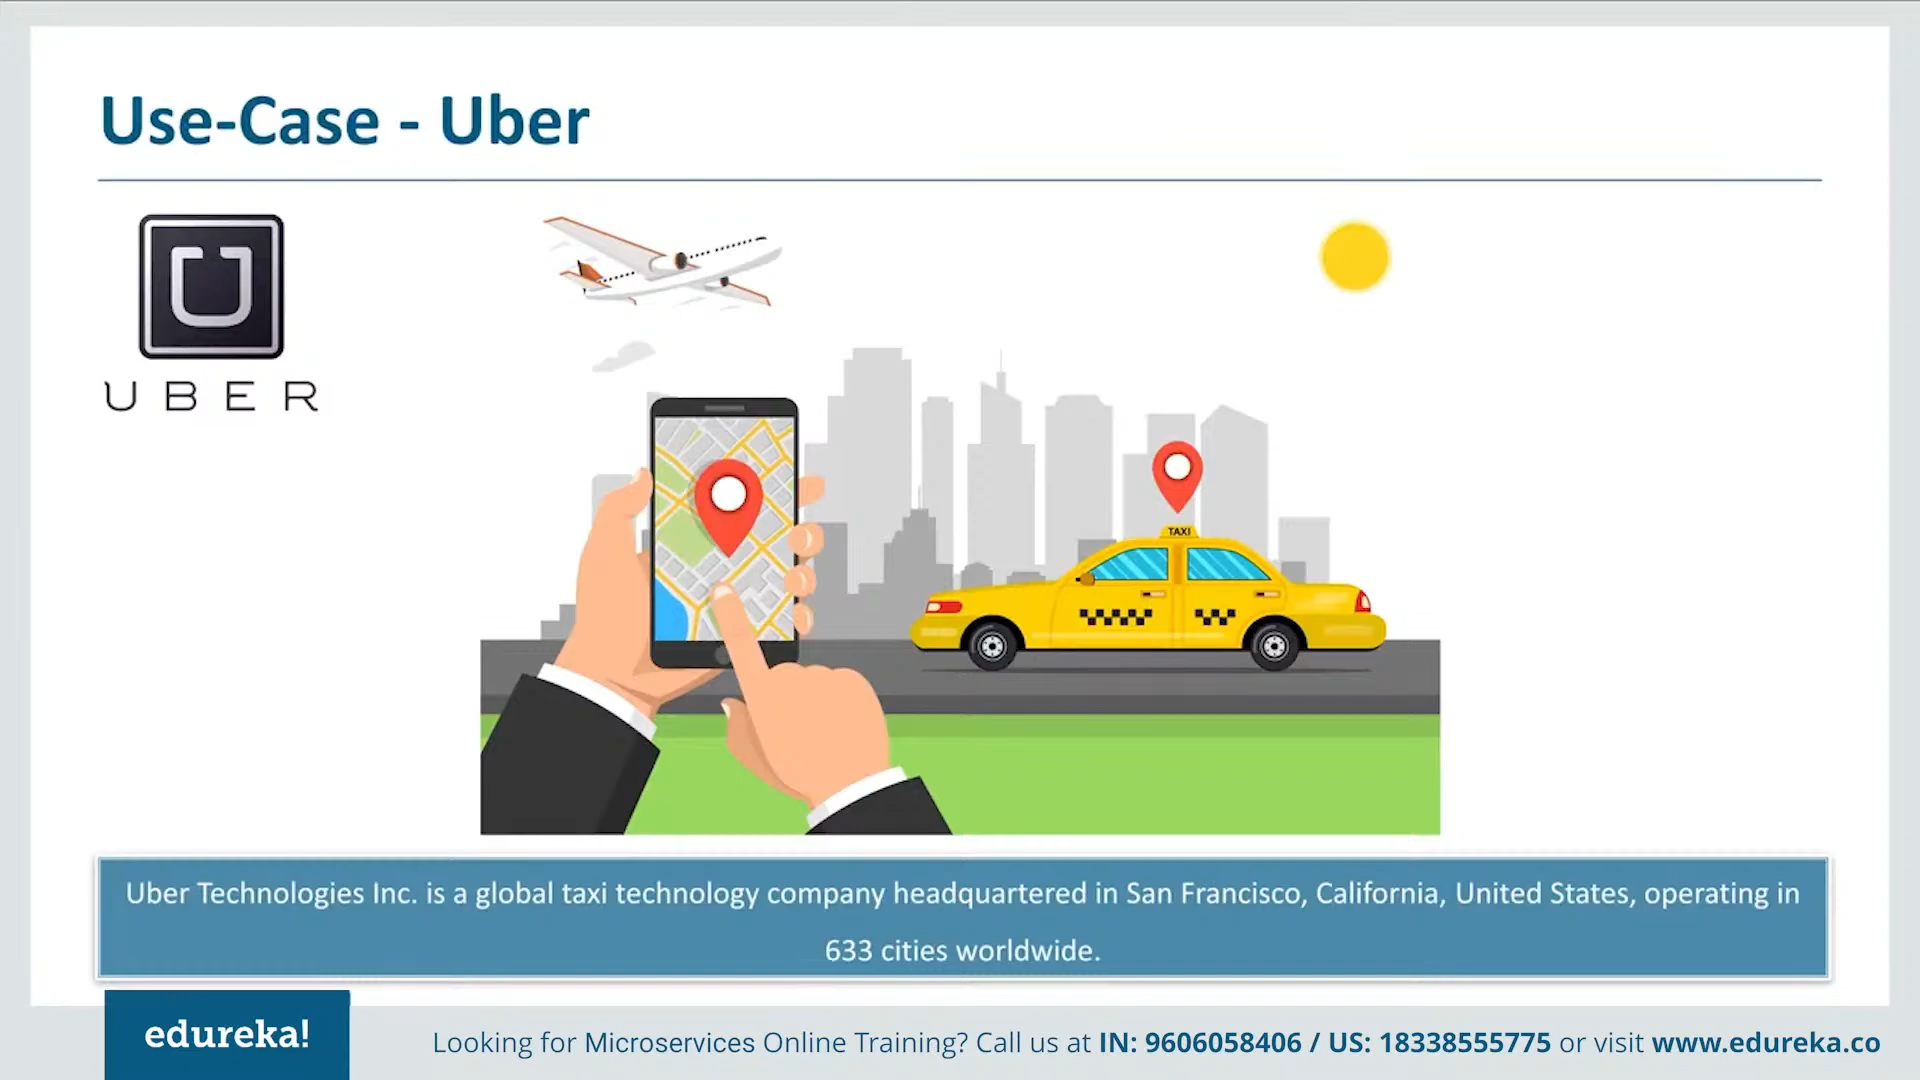 Use-Case - Uber
U
UBER
TAXI
Uber Technologies Inc. is a global taxi technology company headquartered in San Francisco, California, United States, operating in
633 cities worldwide.
edureka!
Looking for Microservices Online Training? Call us at IN: 9606058406 / US: 18338555775 or visit www.edureka.co